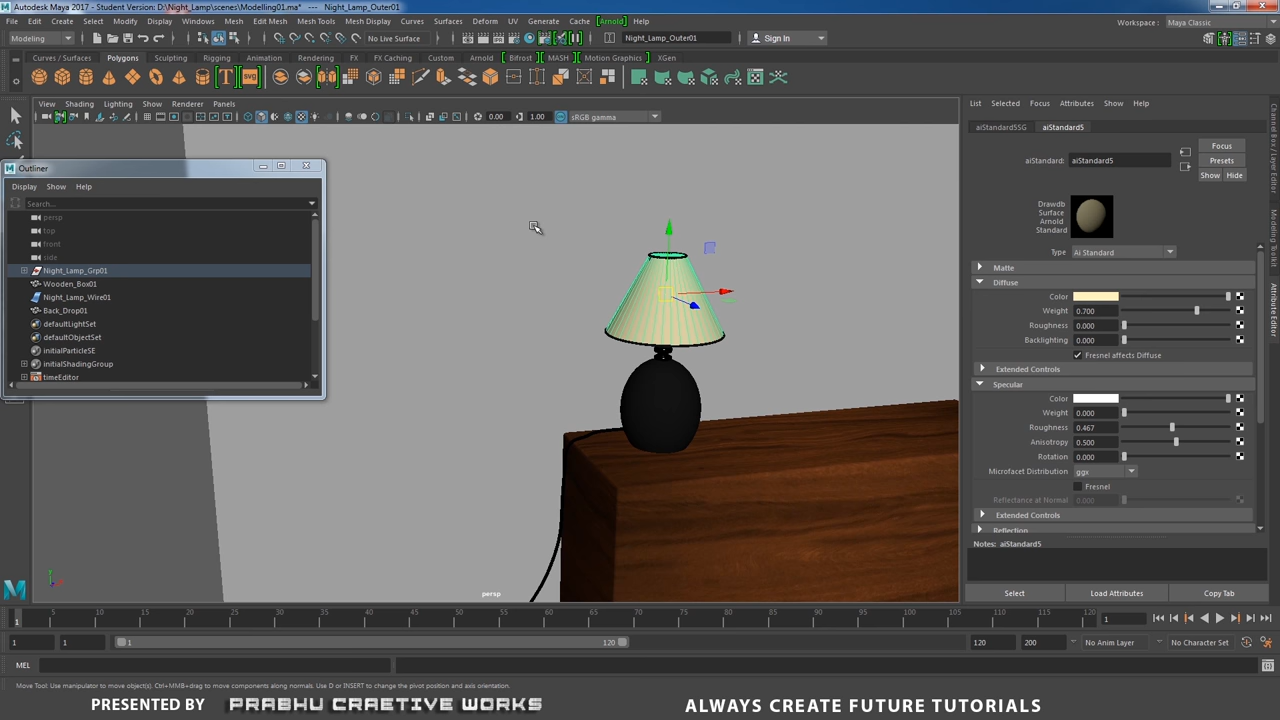 Autodesk Maya 2017 - Student Version: D:\Night_Lamp\scenes\Modelling01.ma* --- Night_Lamp_Outer01
File Edit Create Select Modify Display Windows Mesh Edit Mesh Mesh Tools Mesh Display Curves Surfaces Deform UV Generate Cache Arnold Help
Workspace : Maya Classic
Modeling No Live Surface Night_Lamp_Outer01 Sign In
Curves / Surfaces Polygons Sculpting Rigging Animation Rendering FX FX Caching Custom Arnold Bifrost MASH Motion Graphics XGen
View Shading Lighting Show Renderer Panels
0.00 1.00 sRGB gamma
List Selected Focus Attributes Show Help
aiStandard5SG aiStandard5
Outliner
Display Show Help
Search...
persp
top
front
side
Night_Lamp_Grp01
Wooden_Box01
Night_Lamp_Wire01
Back_Drop01
defaultLightSet
defaultObjectSet
initialParticleSE
initialShadingGroup
timeEditor
persp
aiStandard: aiStandard5
Focus
Presets
Show Hide
Drawdb
Surface
Arnold
Standard
Type Ai Standard
Matte
Diffuse
Color
Weight 0.700
Roughness 0.000
Backlighting 0.000
Fresnel affects Diffuse
Extended Controls
Specular
Color
Weight 0.000
Roughness 0.467
Anisotropy 0.500
Rotation 0.000
Microfacet Distribution ggx
Fresnel
Reflectance at Normal 0.000
Extended Controls
Reflection
Notes: aiStandard5
Select Load Attributes Copy Tab
Channel Box / Layer Editor
Modeling Toolkit
Attribute Editor
1 5 10 15 20 25 30 35 40 45 50 55 60 65 70 75 80 85 90 95 100 105 110 115 120 1
1 1 1 120 120 200 No Anim Layer No Character Set
MEL
Move Tool: Use manipulator to move object(s). Ctrl+MMB+drag to move components along normals. Use D or INSERT to change the pivot position and axis orientation.
PRESENTED BY PRABHU CRAETIVE WORKS ALWAYS CREATE FUTURE TUTORIALS